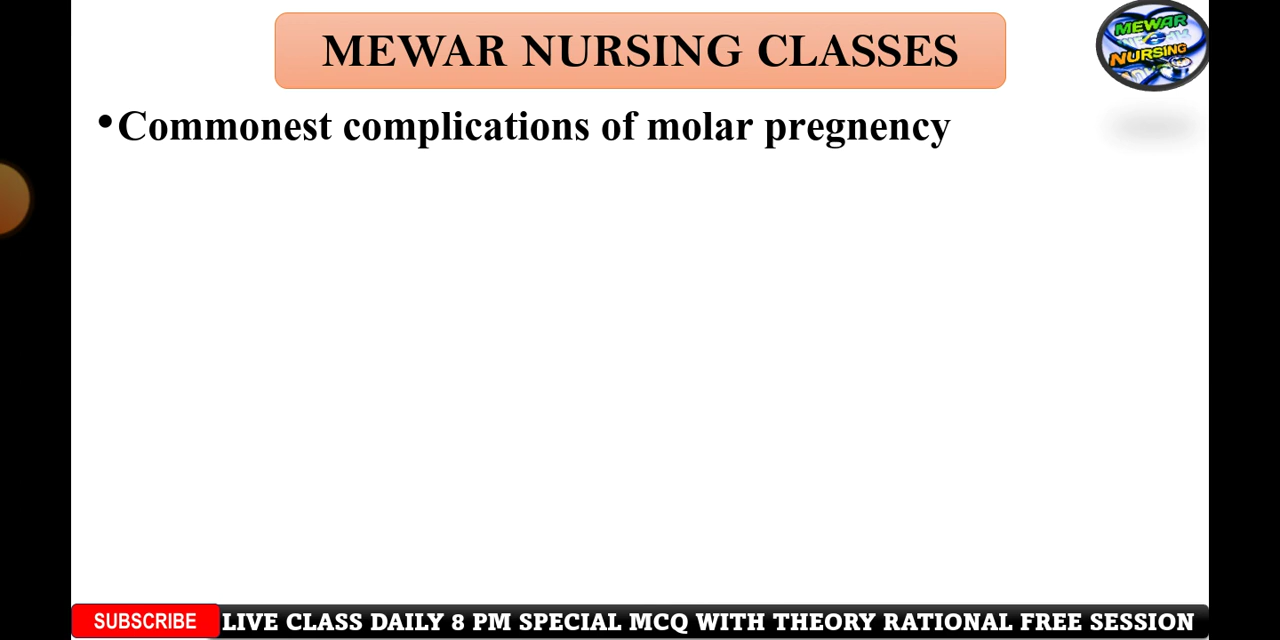 MEWAR NURSING CLASSES
MEWAR
NURSING
•Commonest complications of molar pregnency
SUBSCRIBE LIVE CLASS DAILY 8 PM SPECIAL MCQ WITH THEORY RATIONAL FREE SESSION